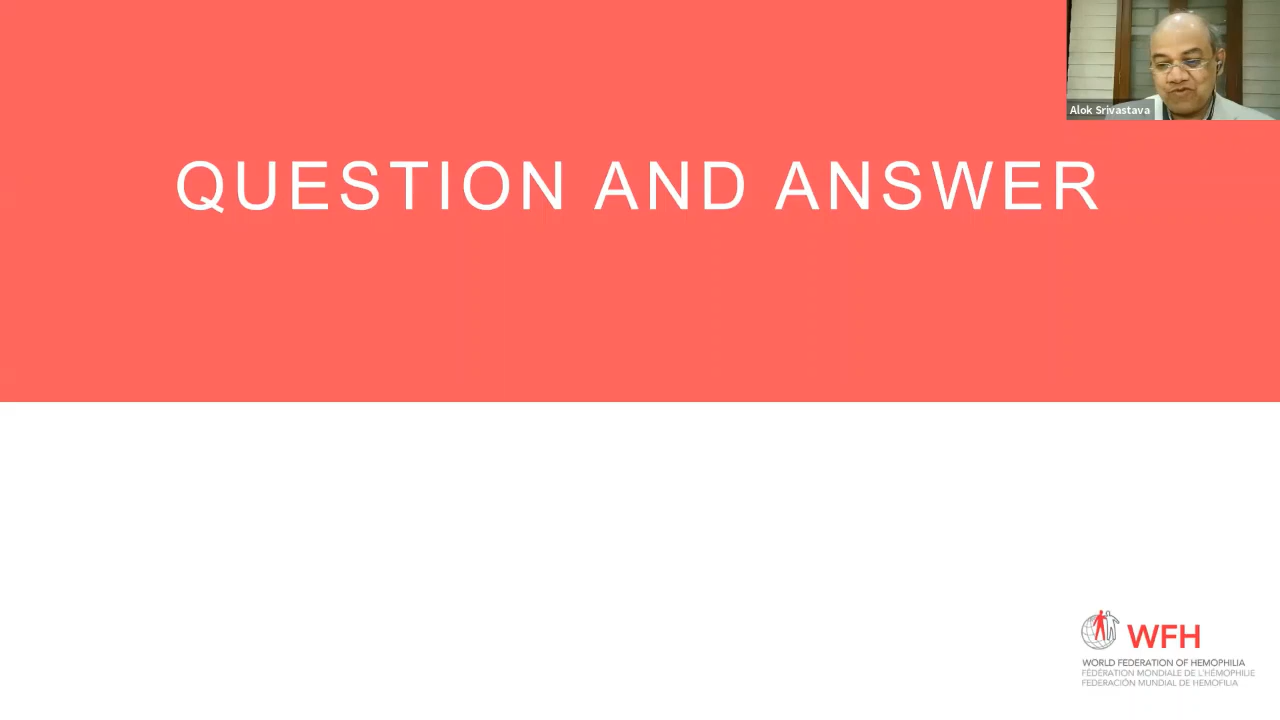 Alok Srivastava
QUESTION AND ANSWER
WFH
WORLD FEDERATION OF HEMOPHILIA
FÉDÉRATION MONDIALE DE L'HÉMOPHILIE
FEDERACIÓN MUNDIAL DE HEMOFILIA